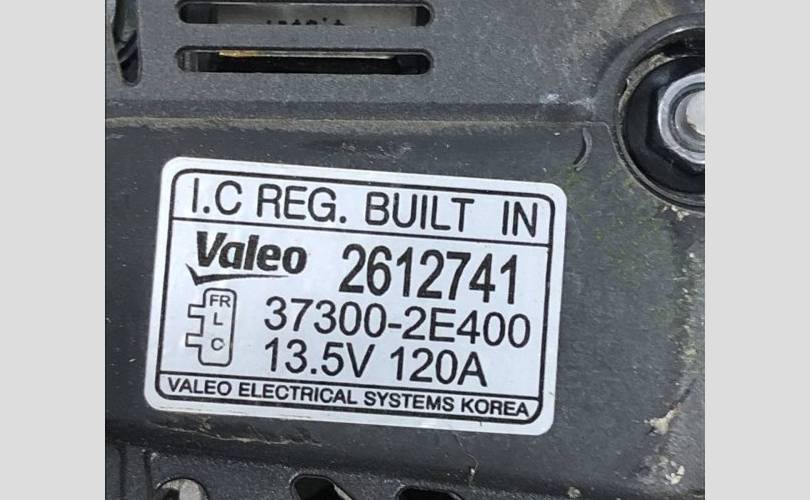 I.C REG. BUILT IN
Valeo 2612741
FR
L
C
37300-2E400
13.5V 120A
VALEO ELECTRICAL SYSTEMS KOREA